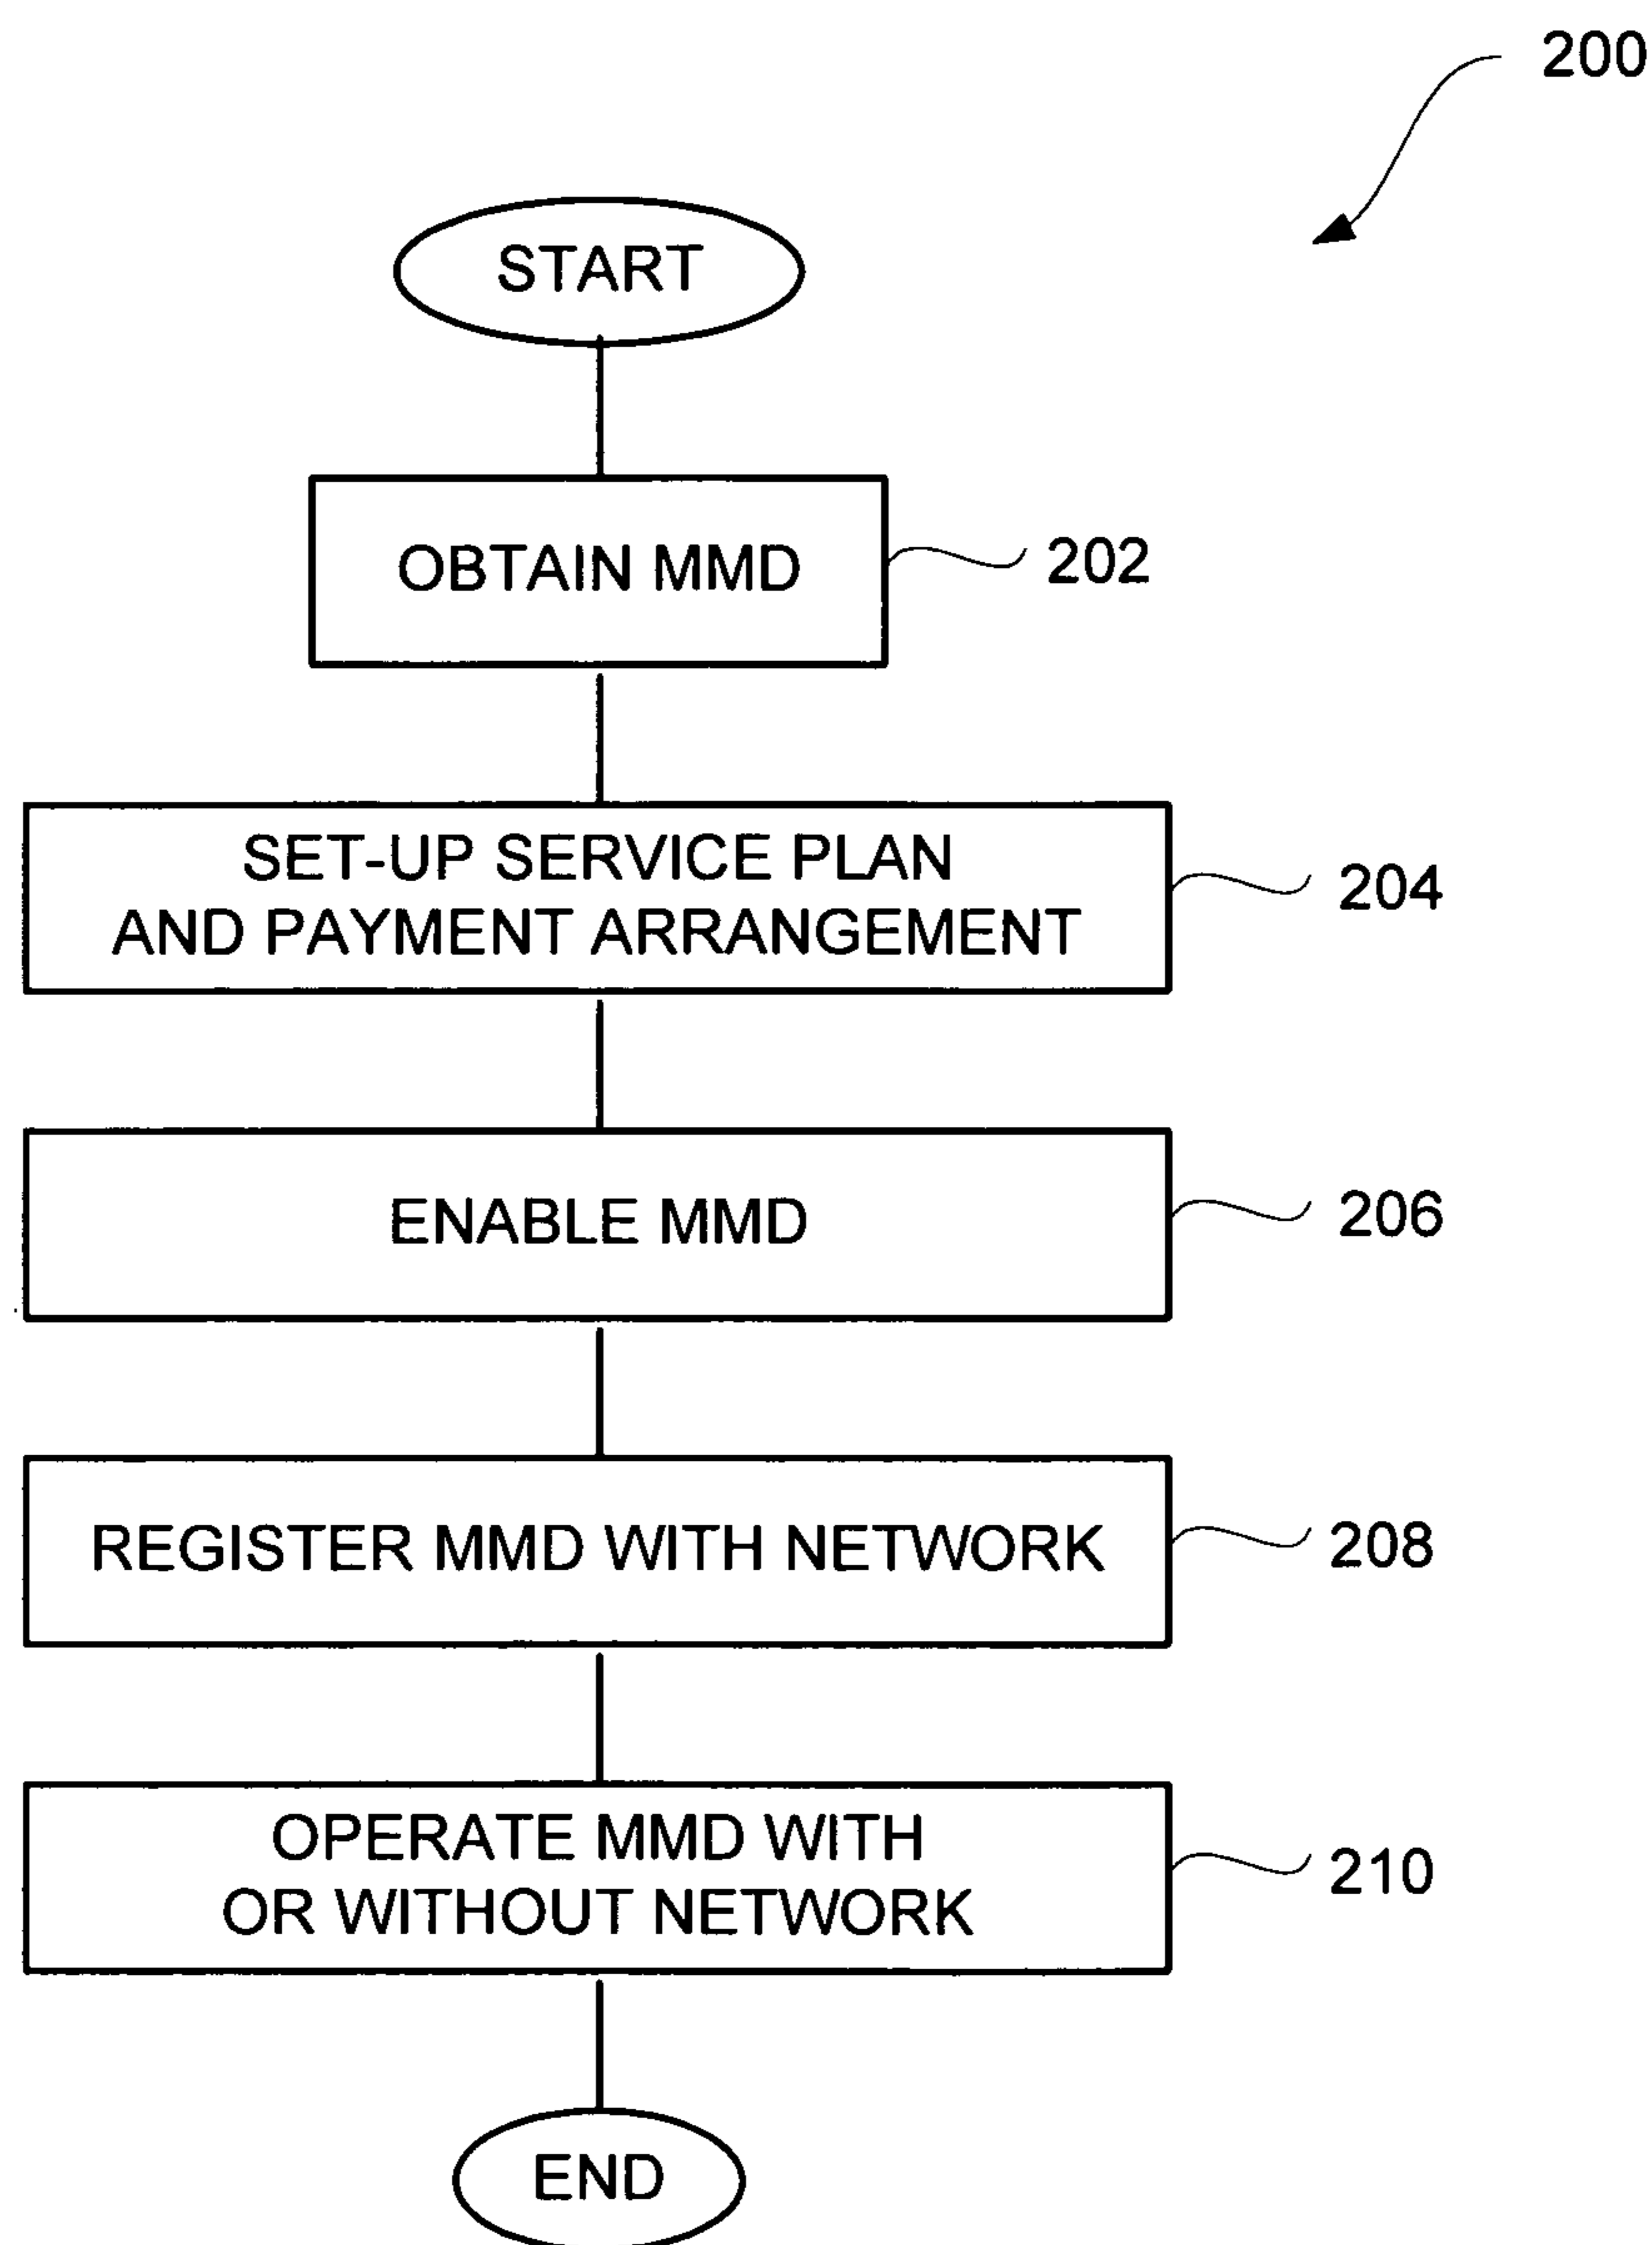 200
START
OBTAIN MMD
202
SET-UP SERVICE PLAN
AND PAYMENT ARRANGEMENT
204
ENABLE MMD
206
REGISTER MMD WITH NETWORK
208
OPERATE MMD WITH
OR WITHOUT NETWORK
210
END